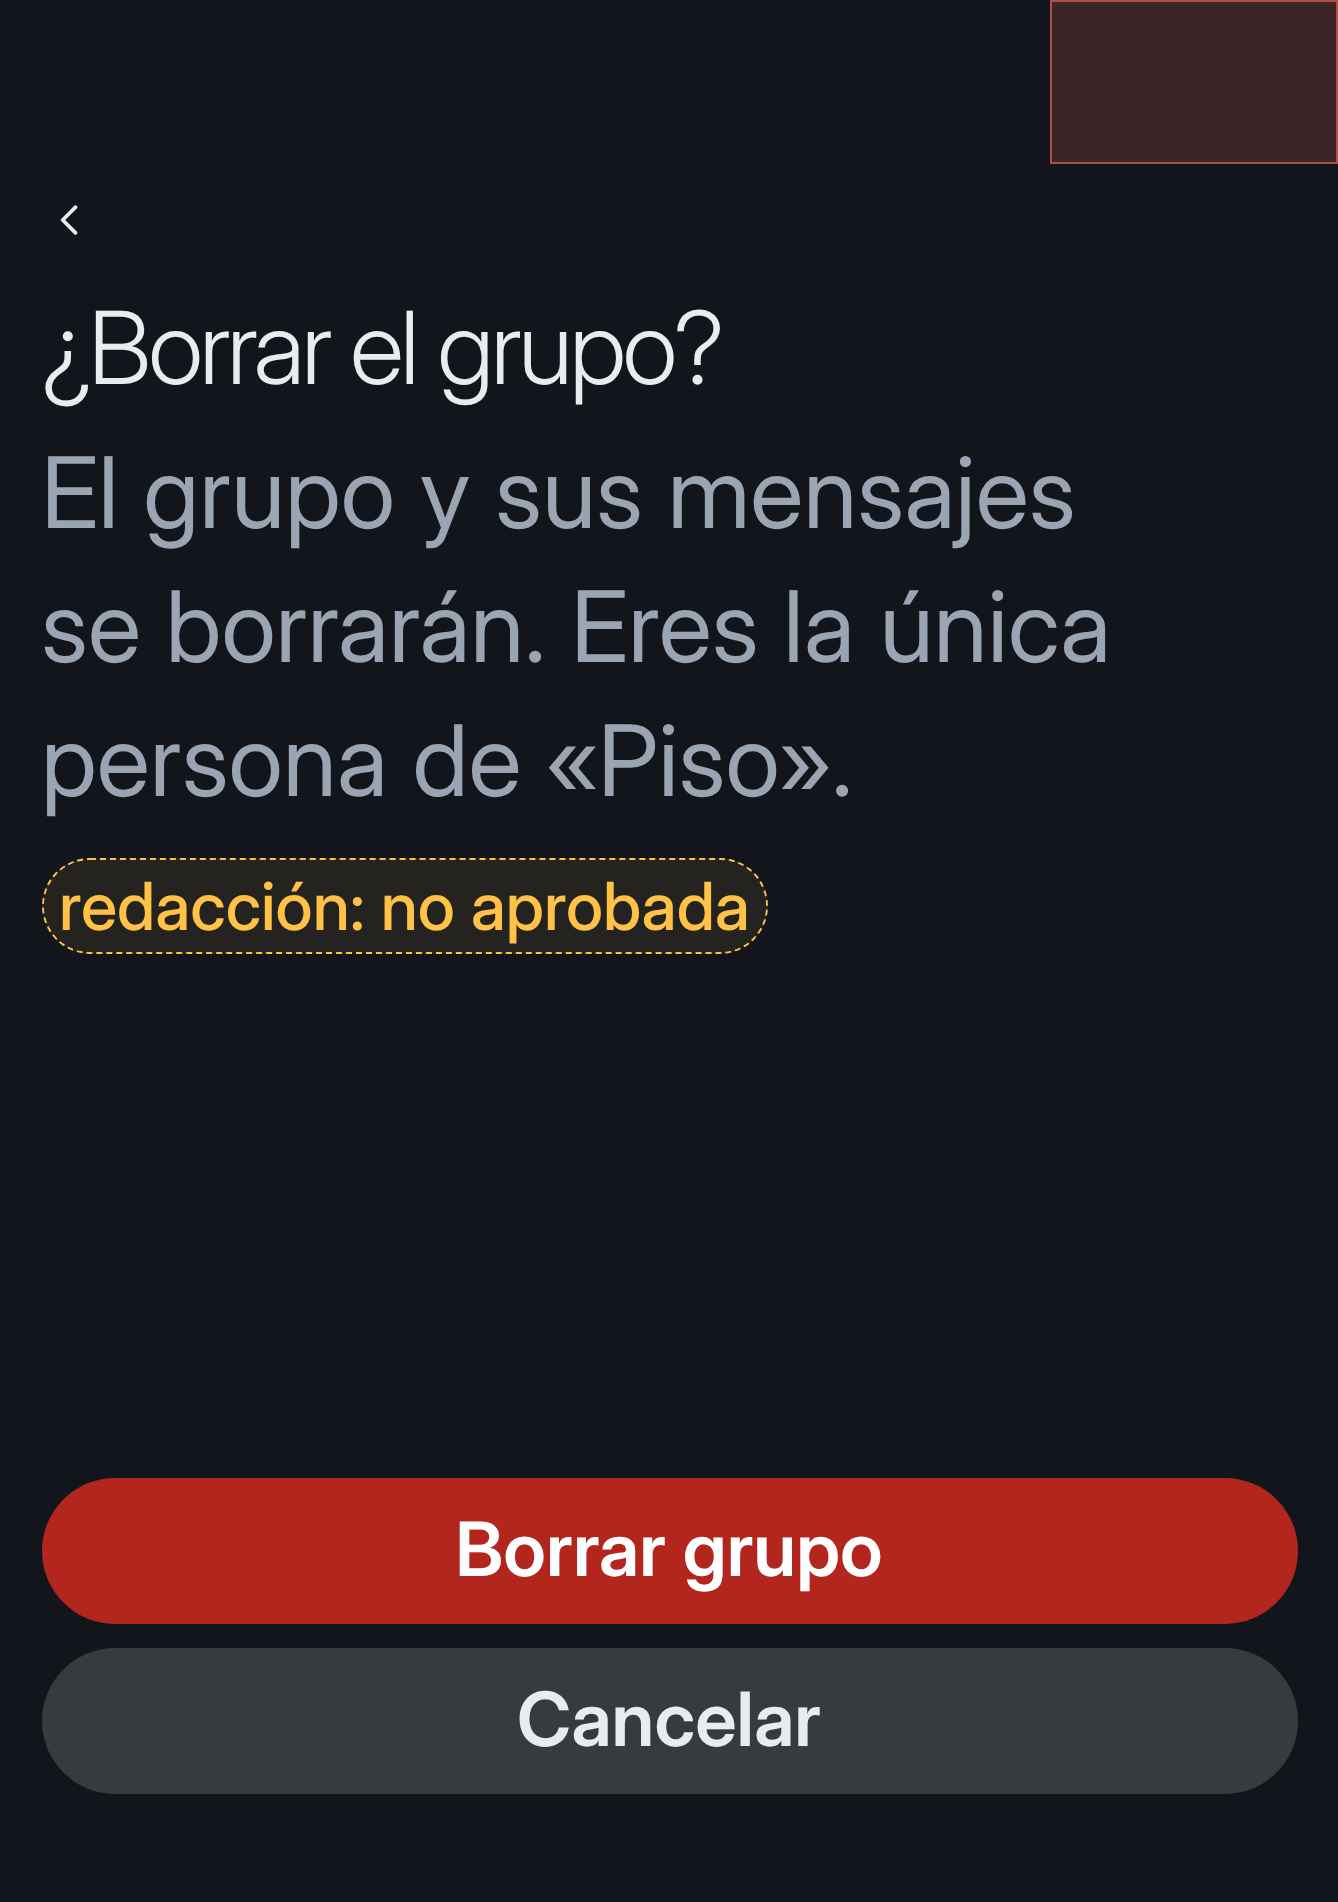 ¿Borrar el grupo?
El grupo y sus mensajes
se borrarán. Eres la única
persona de «Piso».
redacción: no aprobada
Borrar grupo
Cancelar